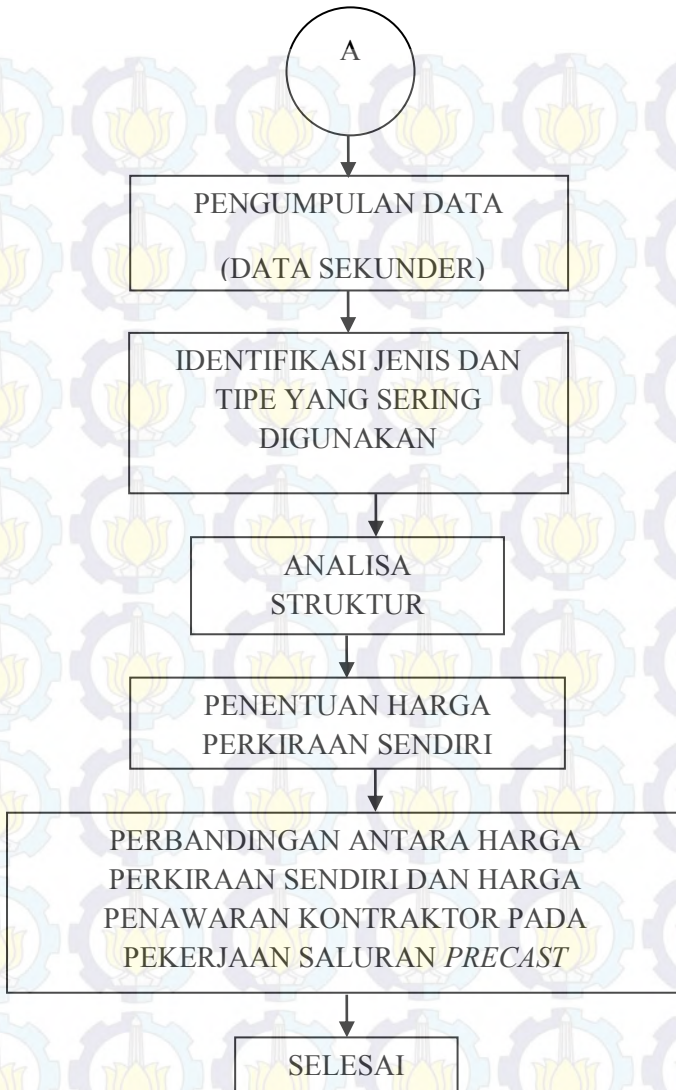 A
PENGUMPULAN DATA
(DATA SEKUNDER)
IDENTIFIKASI JENIS DAN
TIPE YANG SERING
DIGUNAKAN
ANALISA
STRUKTUR
PENENTUAN HARGA
PERKIRAAN SENDIRI
PERBANDINGAN ANTARA HARGA
PERKIRAAN SENDIRI DAN HARGA
PENAWARAN KONTRAKTOR PADA
PEKERJAAN SALURAN PRECAST
SELESAI